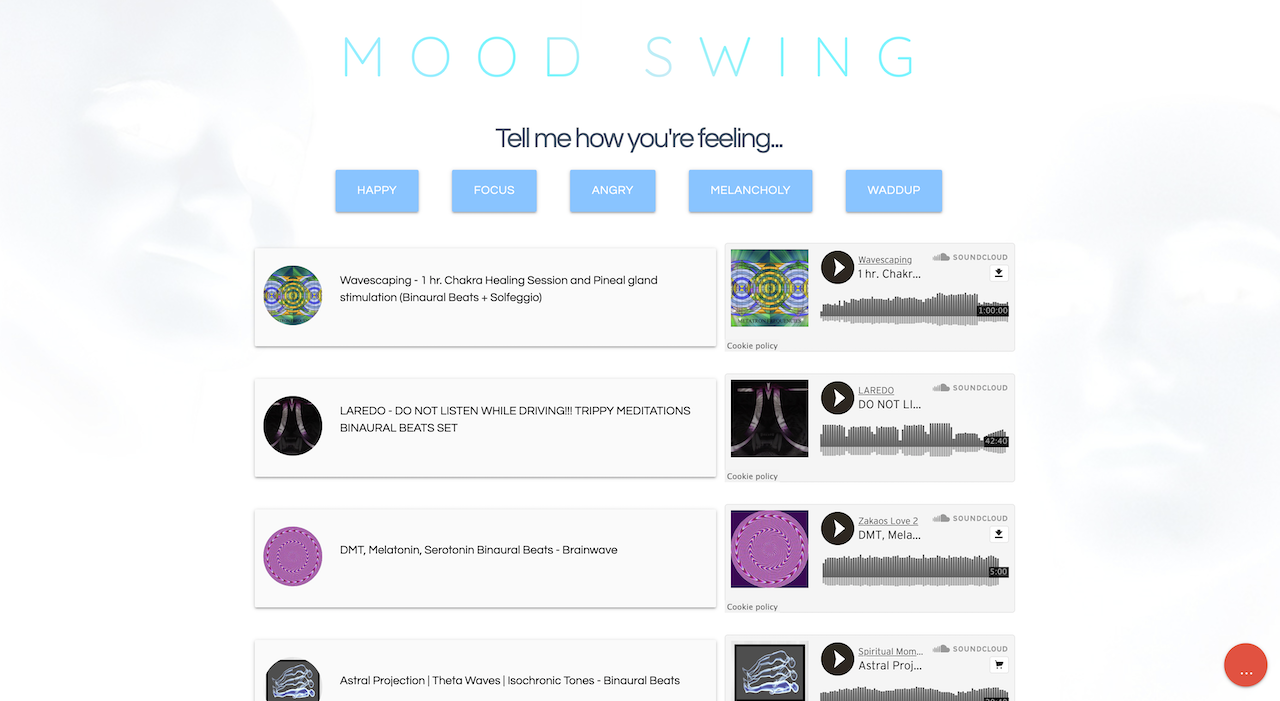 MOOD SWING
Tell me how you're feeling...
HAPPY
FOCUS
ANGRY
MELANCHOLY
WADDUP
Wavescaping - 1 hr. Chakra Healing Session and Pineal gland
stimulation (Binaural Beats + Solfeggio)
Wavescaping
SOUNDCLOUD
1 hr. Chakr...
1:00:00
Cookie policy
LAREDO - DO NOT LISTEN WHILE DRIVING!!! TRIPPY MEDITATIONS
BINAURAL BEATS SET
LAREDO
SOUNDCLOUD
DO NOT LI...
42:40
Cookie policy
DMT, Melatonin, Serotonin Binaural Beats - Brainwave
Zakaos Love 2
SOUNDCLOUD
DMT, Mela...
5:00
Cookie policy
Astral Projection | Theta Waves | Isochronic Tones - Binaural Beats
Spiritual Mom...
SOUNDCLOUD
Astral Proj...
...